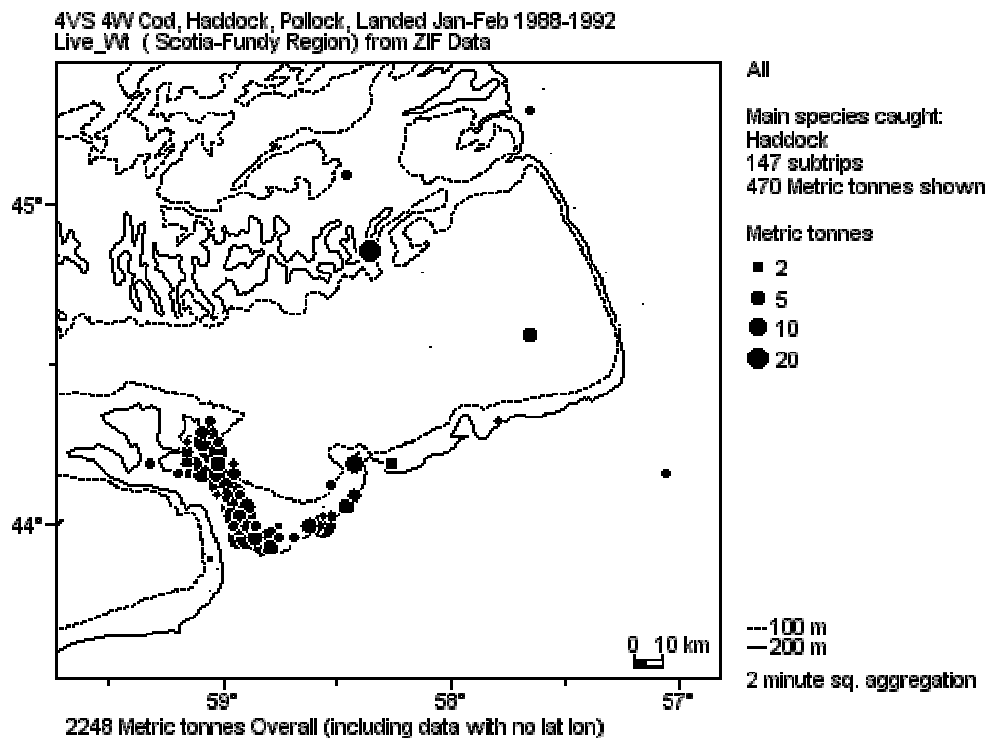 4VS 4W Cod, Haddock, Pollock, Landed Jan-Feb 1988-1992
Live_Wt ( Scotia-Fundy Region) from ZIF Data
All
Main species caught:
Haddock
147 subtrips
470 Metric tonnes shown
Metric tonnes
2
5
10
20
45°
44°
0 10 km
---100 m
—200 m
2 minute sq. aggregation
59° 58° 57°
2248 Metric tonnes Overall (including data with no lat lon)